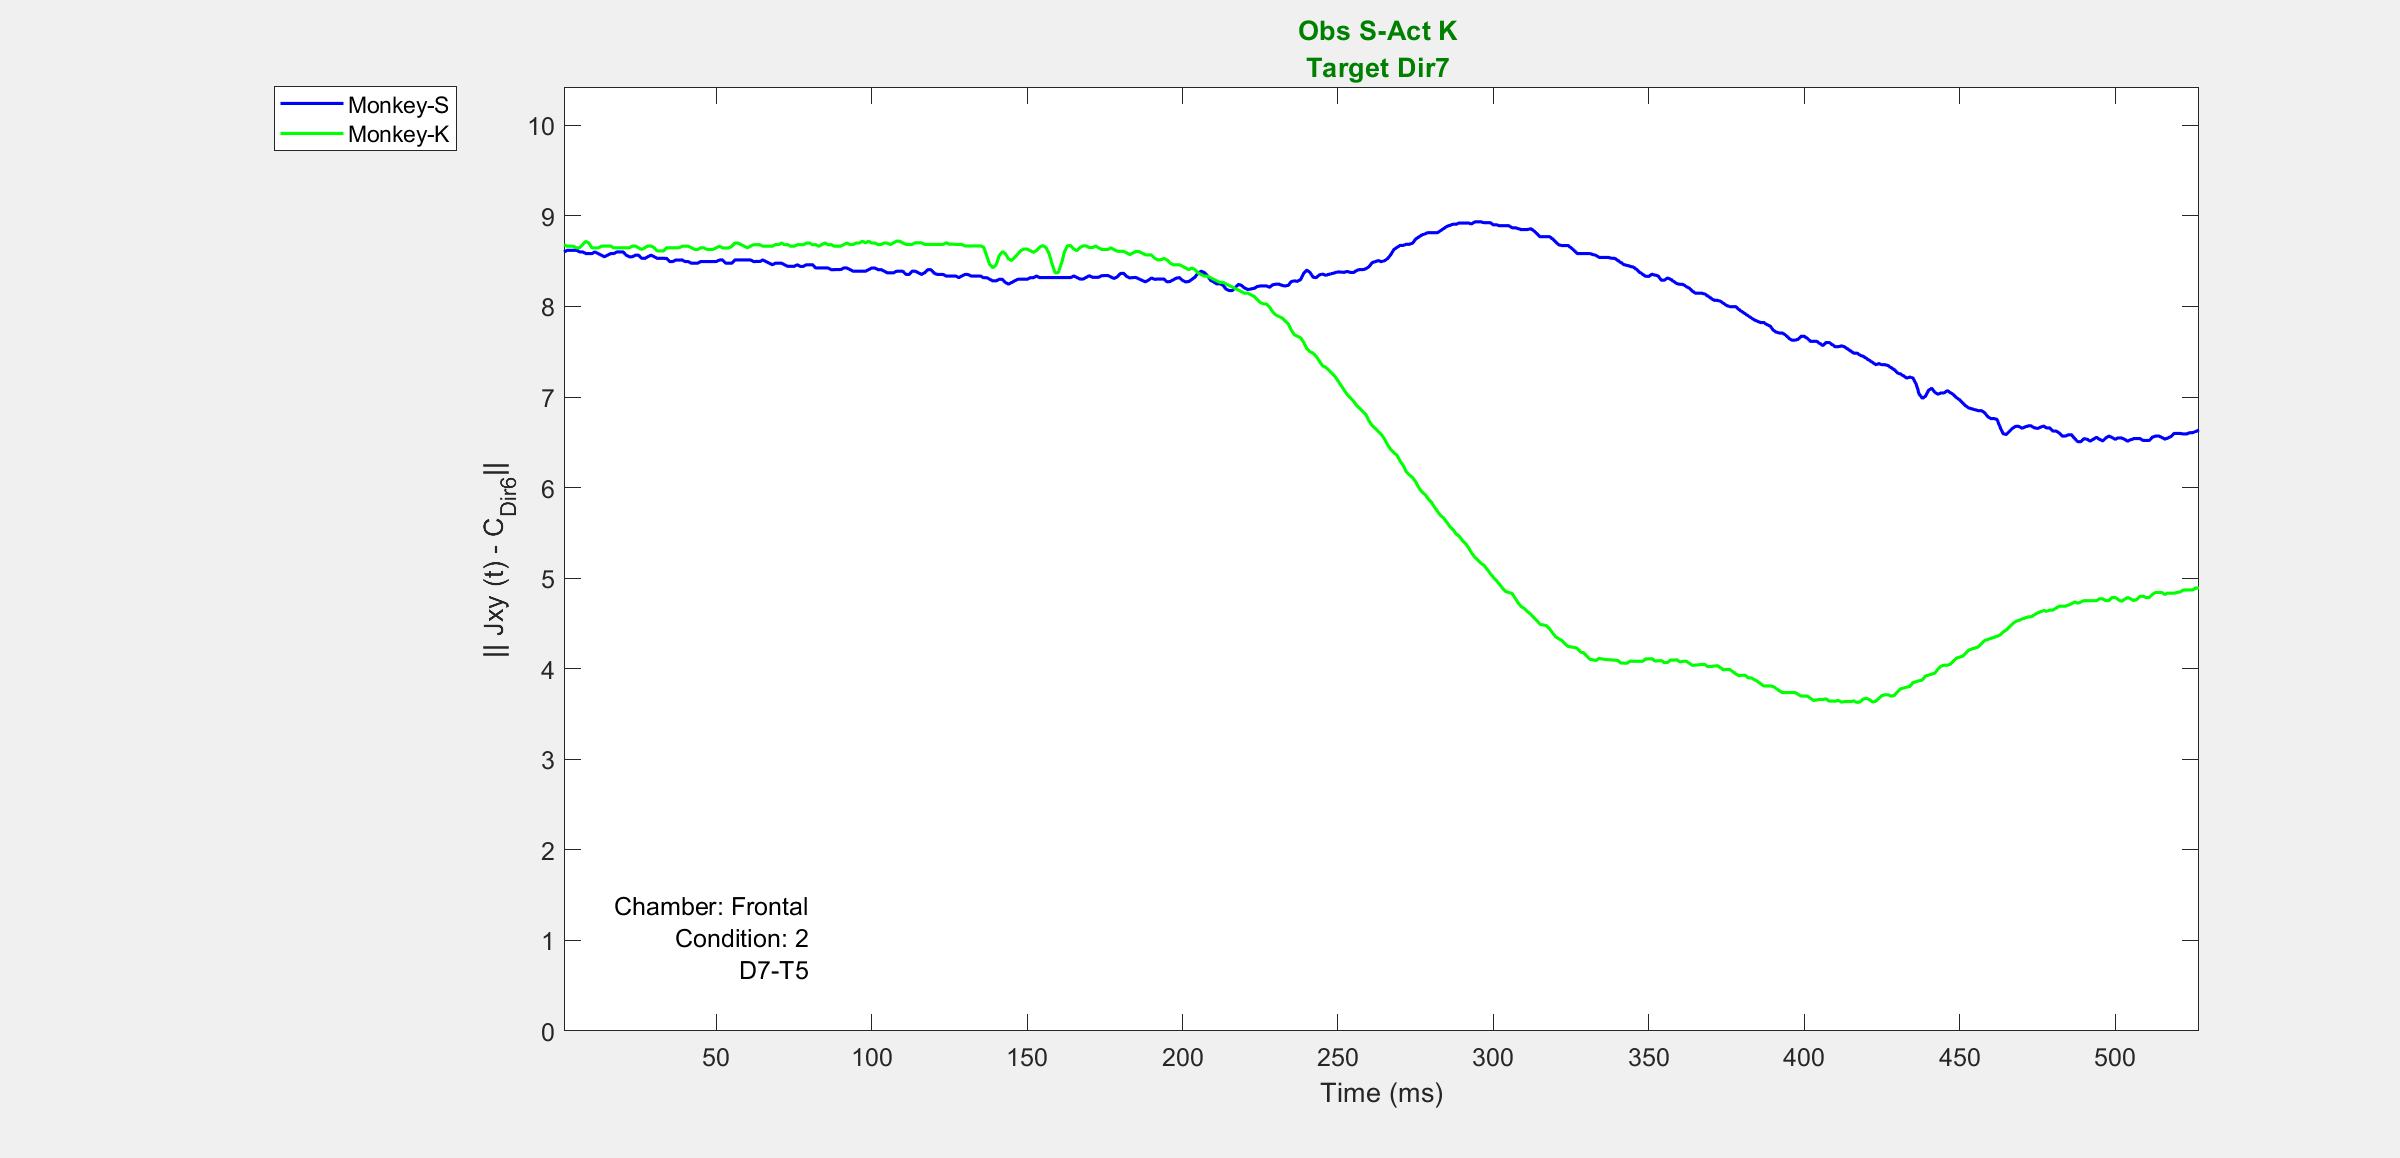 Obs S-Act K
Target Dir7
Monkey-S
Monkey-K
10
9
8
7
6
5
4
3
2
1
0
|| Jxy (t) - C_Dir6||
Chamber: Frontal
Condition: 2
D7-T5
50 100 150 200 250 300 350 400 450 500
Time (ms)